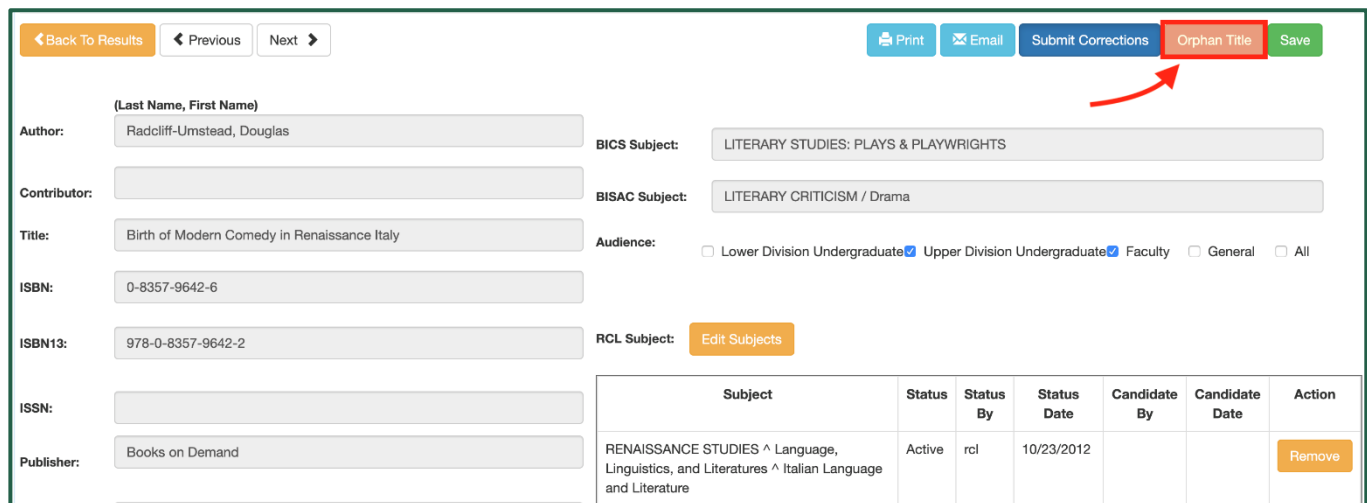 Back To Results
Previous
Next
Print
Email
Submit Corrections
Orphan Title
Save
(Last Name, First Name)
Author:
Radcliff-Umstead, Douglas
Contributor:
Title:
Birth of Modern Comedy in Renaissance Italy
ISBN:
0-8357-9642-6
ISBN13:
978-0-8357-9642-2
ISSN:
Publisher:
Books on Demand
BICS Subject:
LITERARY STUDIES: PLAYS & PLAYWRIGHTS
BISAC Subject:
LITERARY CRITICISM / Drama
Audience:
Lower Division Undergraduate
Upper Division Undergraduate
Faculty
General
All
RCL Subject:
Edit Subjects
Subject
Status
Status
By
Status
Date
Candidate
By
Candidate
Date
Action
RENAISSANCE STUDIES ^ Language,
Linguistics, and Literatures ^ Italian Language
and Literature
Active
rcl
10/23/2012
Remove